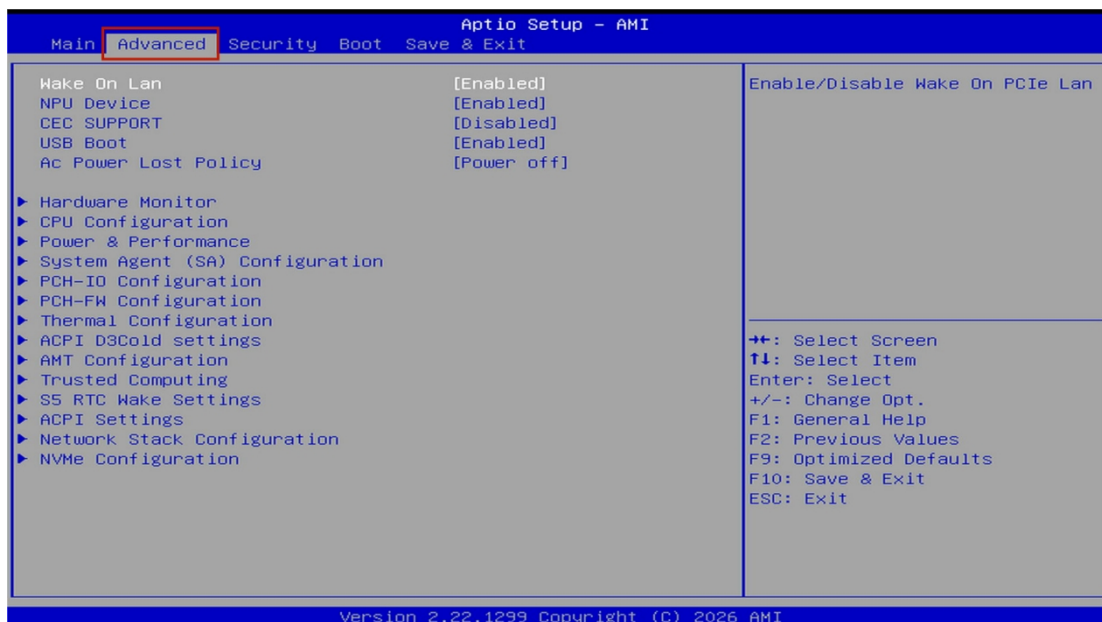 Aptio Setup – AMI
Main Advanced Security Boot Save & Exit
Wake On Lan [Enabled]
NPU Device [Enabled]
CEC SUPPORT [Disabled]
USB Boot [Enabled]
Ac Power Lost Policy [Power off]
Hardware Monitor
CPU Configuration
Power & Performance
System Agent (SA) Configuration
PCH-IO Configuration
PCH-FW Configuration
Thermal Configuration
ACPI D3Cold settings
AMT Configuration
Trusted Computing
S5 RTC Wake Settings
ACPI Settings
Network Stack Configuration
NVMe Configuration
Enable/Disable Wake On PCIe Lan
→←: Select Screen
↑↓: Select Item
Enter: Select
+/-: Change Opt.
F1: General Help
F2: Previous Values
F9: Optimized Defaults
F10: Save & Exit
ESC: Exit
Version 2.22.1299 Copyright (C) 2026 AMI